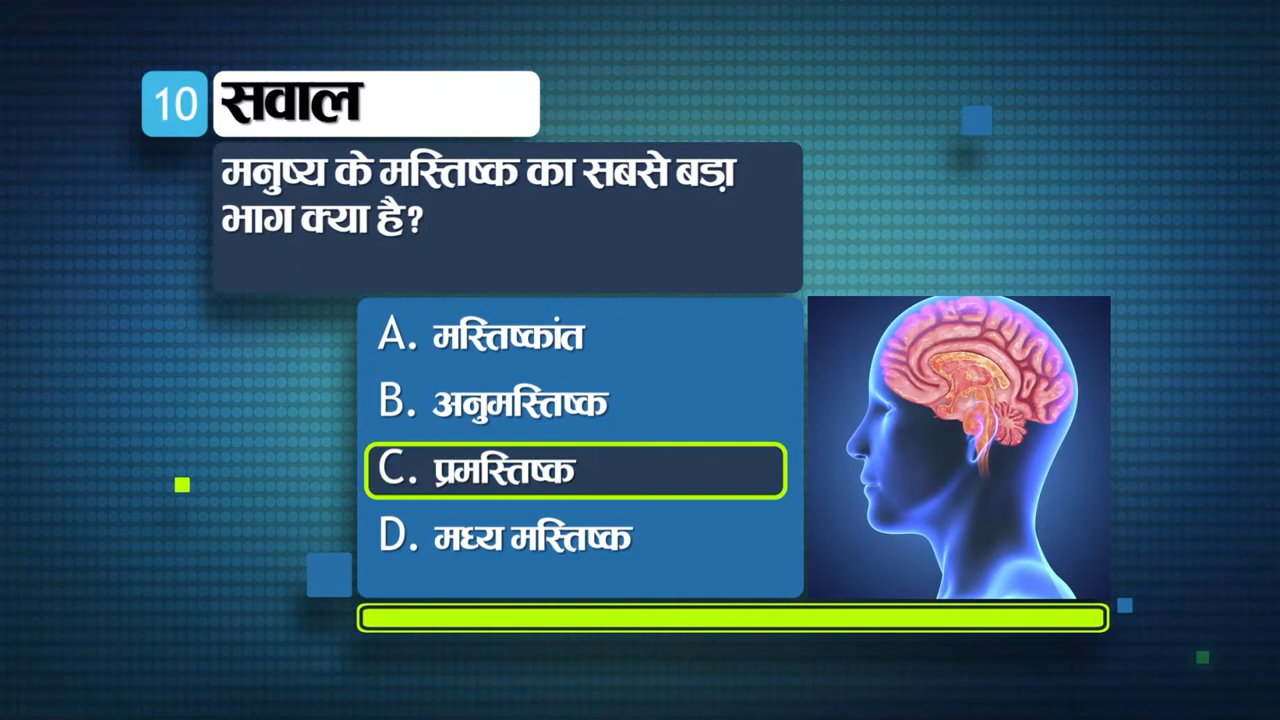 10 सवाल
मनुष्य के मस्तिष्क का सबसे बड़ा
भाग क्या है?
A. मस्तिष्कांत
B. अनुमस्तिष्क
C. प्रमस्तिष्क
D. मध्य मस्तिष्क